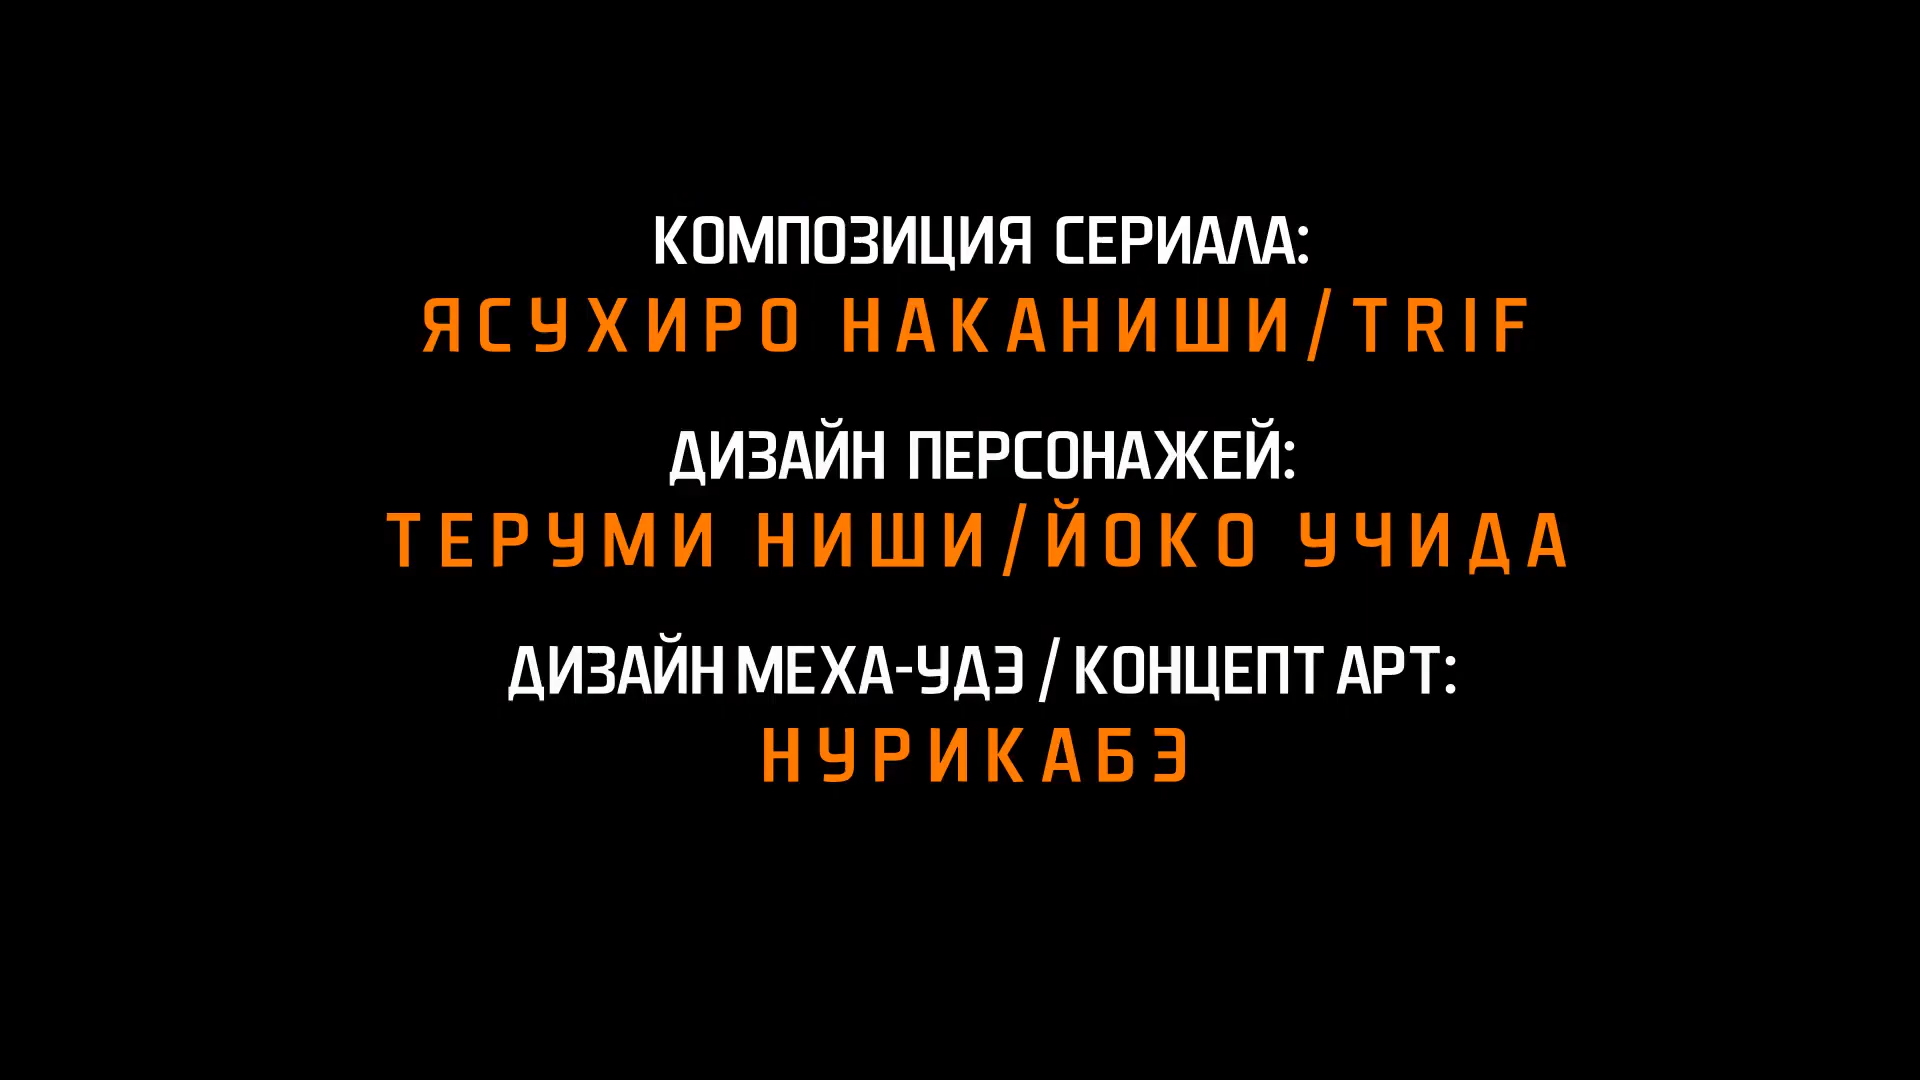 КОМПОЗИЦИЯ СЕРИАЛА:
ЯСУХИРО НАКАНИШИ/TRIF
ДИЗАЙН ПЕРСОНАЖЕЙ:
ТЕРУМИ НИШИ/ЙОКО УЧИДА
ДИЗАЙН МЕХА-УДЭ / КОНЦЕПТ АРТ:
НУРИКАБЭ